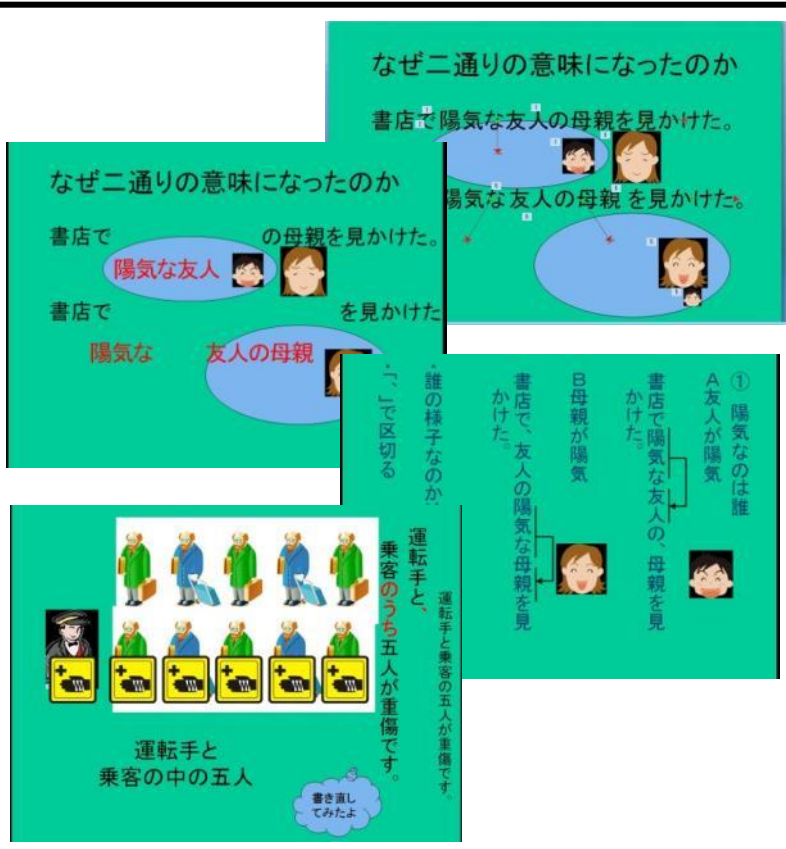 なぜ二通りの意味になったのか
書店で陽気な友人の母親を見かけた。
陽気な友人の母親 を見かけた。
なぜ二通りの意味になったのか
書店で
の母親を見かけた。
陽気な友人
書店で
を見かけた
陽気な
友人の母親
① 陽気なのは誰
A友人が陽気
書店で陽気な友人の、母親を見
かけた。
B母親が陽気
書店で、友人の陽気な母親を見
かけた。
・誰の様子なのか
・「、」で区切る
運転手と乗客の五人が重傷です。
運転手と、
乗客のうち五人が重傷です。
運転手と
乗客の中の五人
書き直し
てみたよ